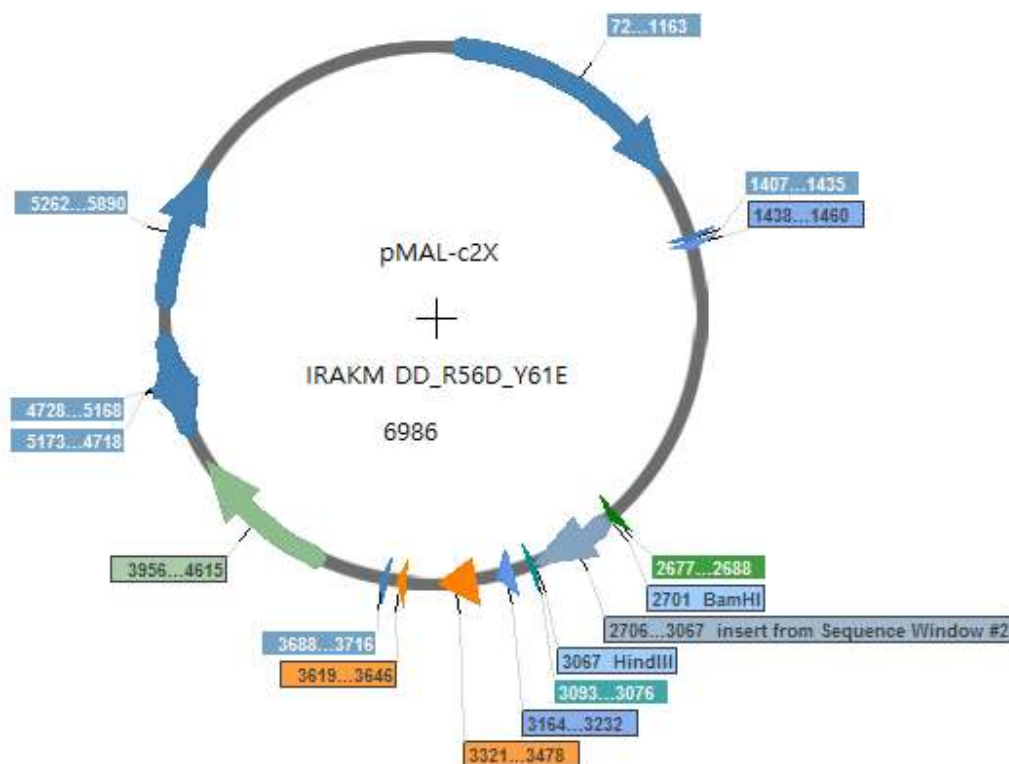 72...1163
1407...1435
1438...1460
5262...5890
pMAL-c2X
IRAKM DD_R56D_Y61E
6986
4728...5168
5173...4718
3956...4615
2677...2688
2701 BamHI
2706...3067 insert from Sequence Window #2
3688...3716
3067 HindIII
3619...3646
3093...3076
3164...3232
3321...3478